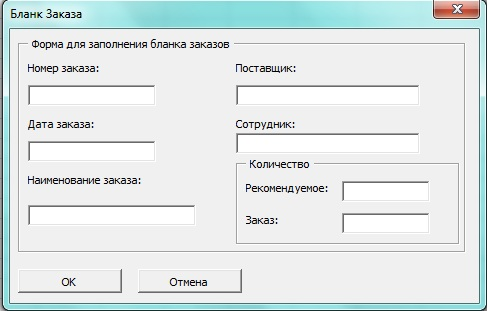 Бланк Заказа
Форма для заполнения бланка заказов
Номер заказа:
Поставщик:
Дата заказа:
Сотрудник:
Наименование заказа:
Количество
Рекомендуемое:
Заказ:
OK
Отмена